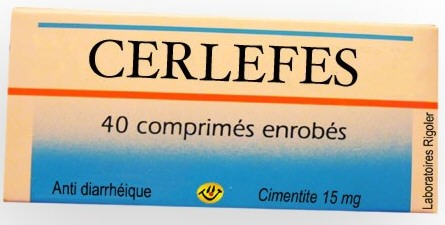 CERLEFES
40 comprimés enrobés
Anti diarrhéique
Cimentite 15 mg
Laboratoires Rigoler